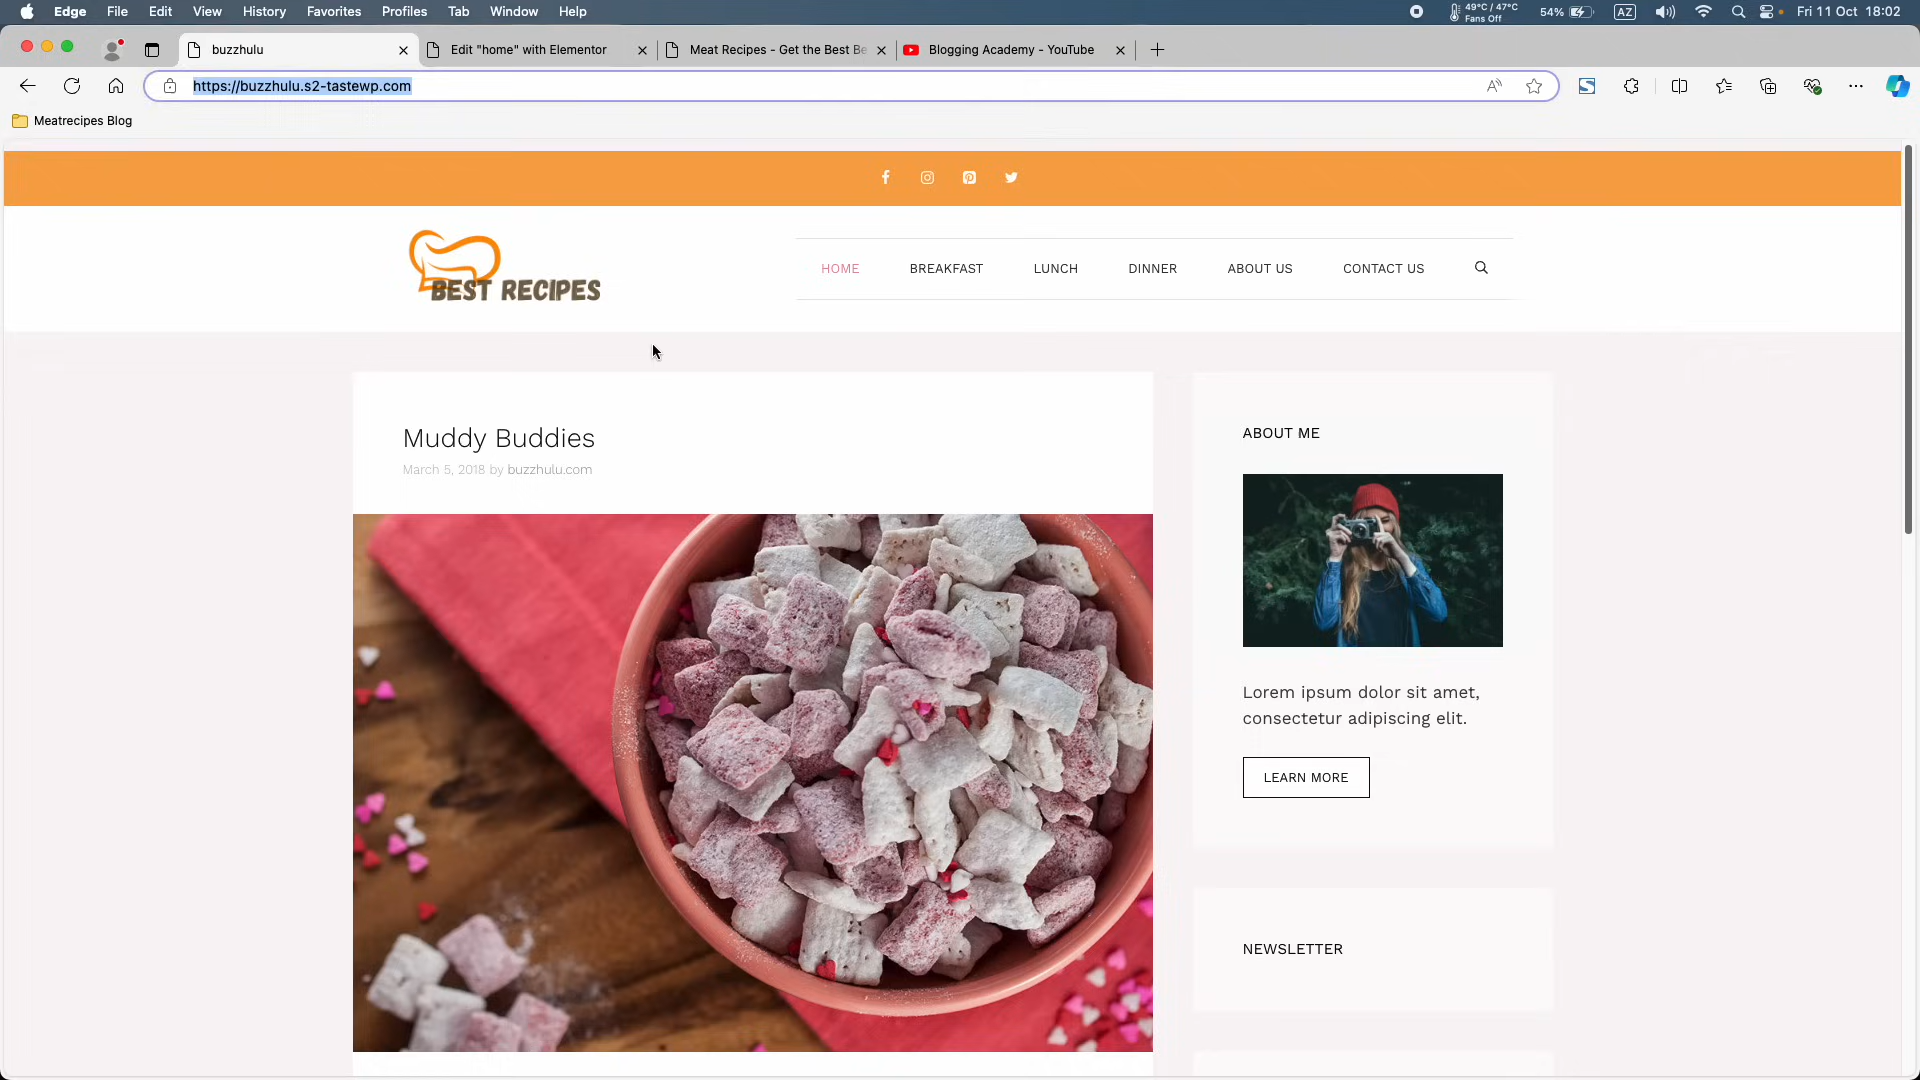 Edge File Edit View History Favorites Profiles Tab Window Help
49°C / 47°C
Fans Off
54% AZ Fri 11 Oct 18:02
buzzhulu Edit "home" with Elementor Meat Recipes - Get the Best Be Blogging Academy - YouTube
https://buzzhulu.s2-tastewp.com
Meatrecipes Blog
BEST RECIPES
HOME BREAKFAST LUNCH DINNER ABOUT US CONTACT US
Muddy Buddies
March 5, 2018 by buzzhulu.com
ABOUT ME
Lorem ipsum dolor sit amet,
consectetur adipiscing elit.
LEARN MORE
NEWSLETTER